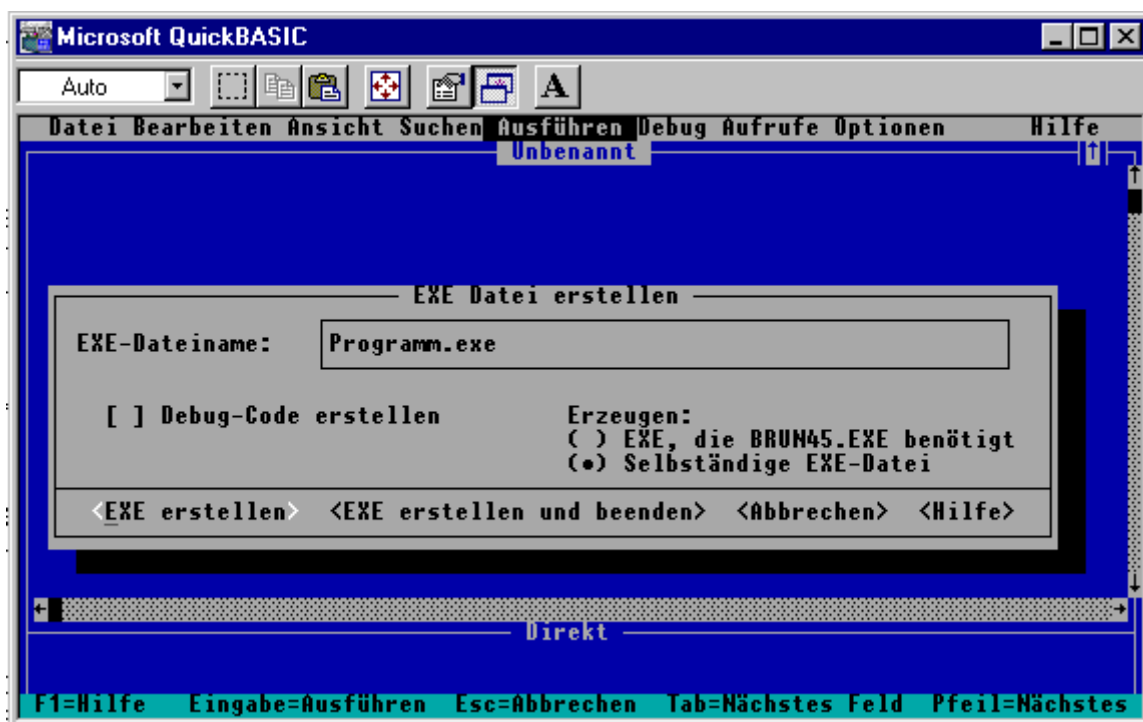 Microsoft QuickBASIC
Auto A
Datei Bearbeiten Ansicht Suchen Ausführen Debug Aufrufe Optionen Hilfe
Unbenannt
EXE Datei erstellen
EXE-Dateiname: Programm.exe
[ ] Debug-Code erstellen Erzeugen:
( ) EXE, die BRUN45.EXE benötigt
(•) Selbständige EXE-Datei
<EXE erstellen> <EXE erstellen und beenden> <Abbrechen> <Hilfe>
Direkt
F1=Hilfe Eingabe=Ausführen Esc=Abbrechen Tab=Nächstes Feld Pfeil=Nächstes